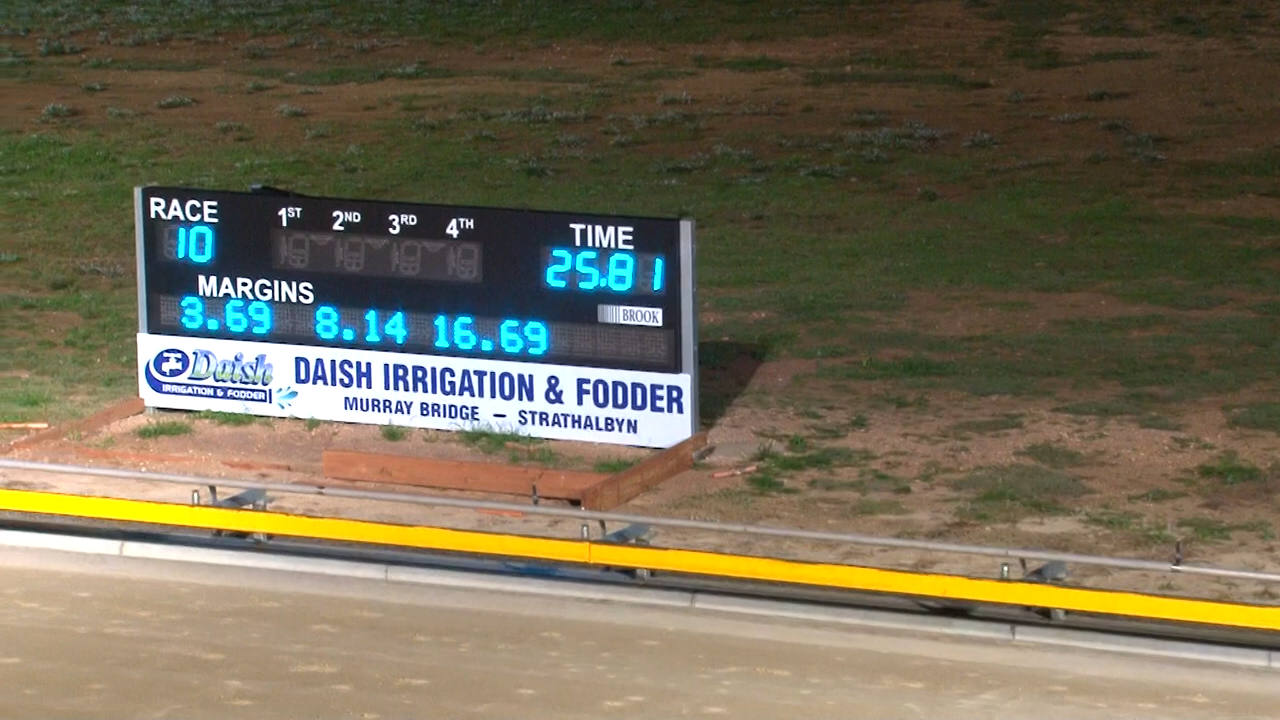 RACE 1ST 2ND 3RD 4TH TIME
10 25.81
MARGINS
BROOK
3.69 8.14 16.69
Daish
IRRIGATION & FODDER
DAISH IRRIGATION & FODDER
MURRAY BRIDGE – STRATHALBYN